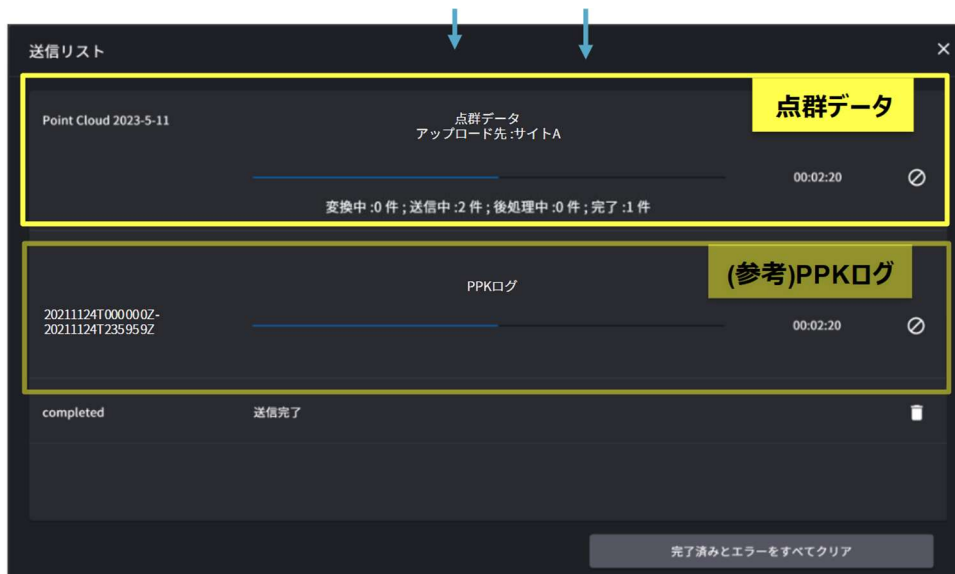 送信リスト
点群データ
Point Cloud 2023-5-11
点群データ
アップロード先 :サイトA
00:02:20
変換中 :0 件 ; 送信中 :2 件 ; 後処理中 :0 件 ; 完了 :1 件
(参考)PPKログ
PPKログ
20211124T000000Z-
20211124T235959Z
00:02:20
completed
送信完了
完了済みとエラーをすべてクリア